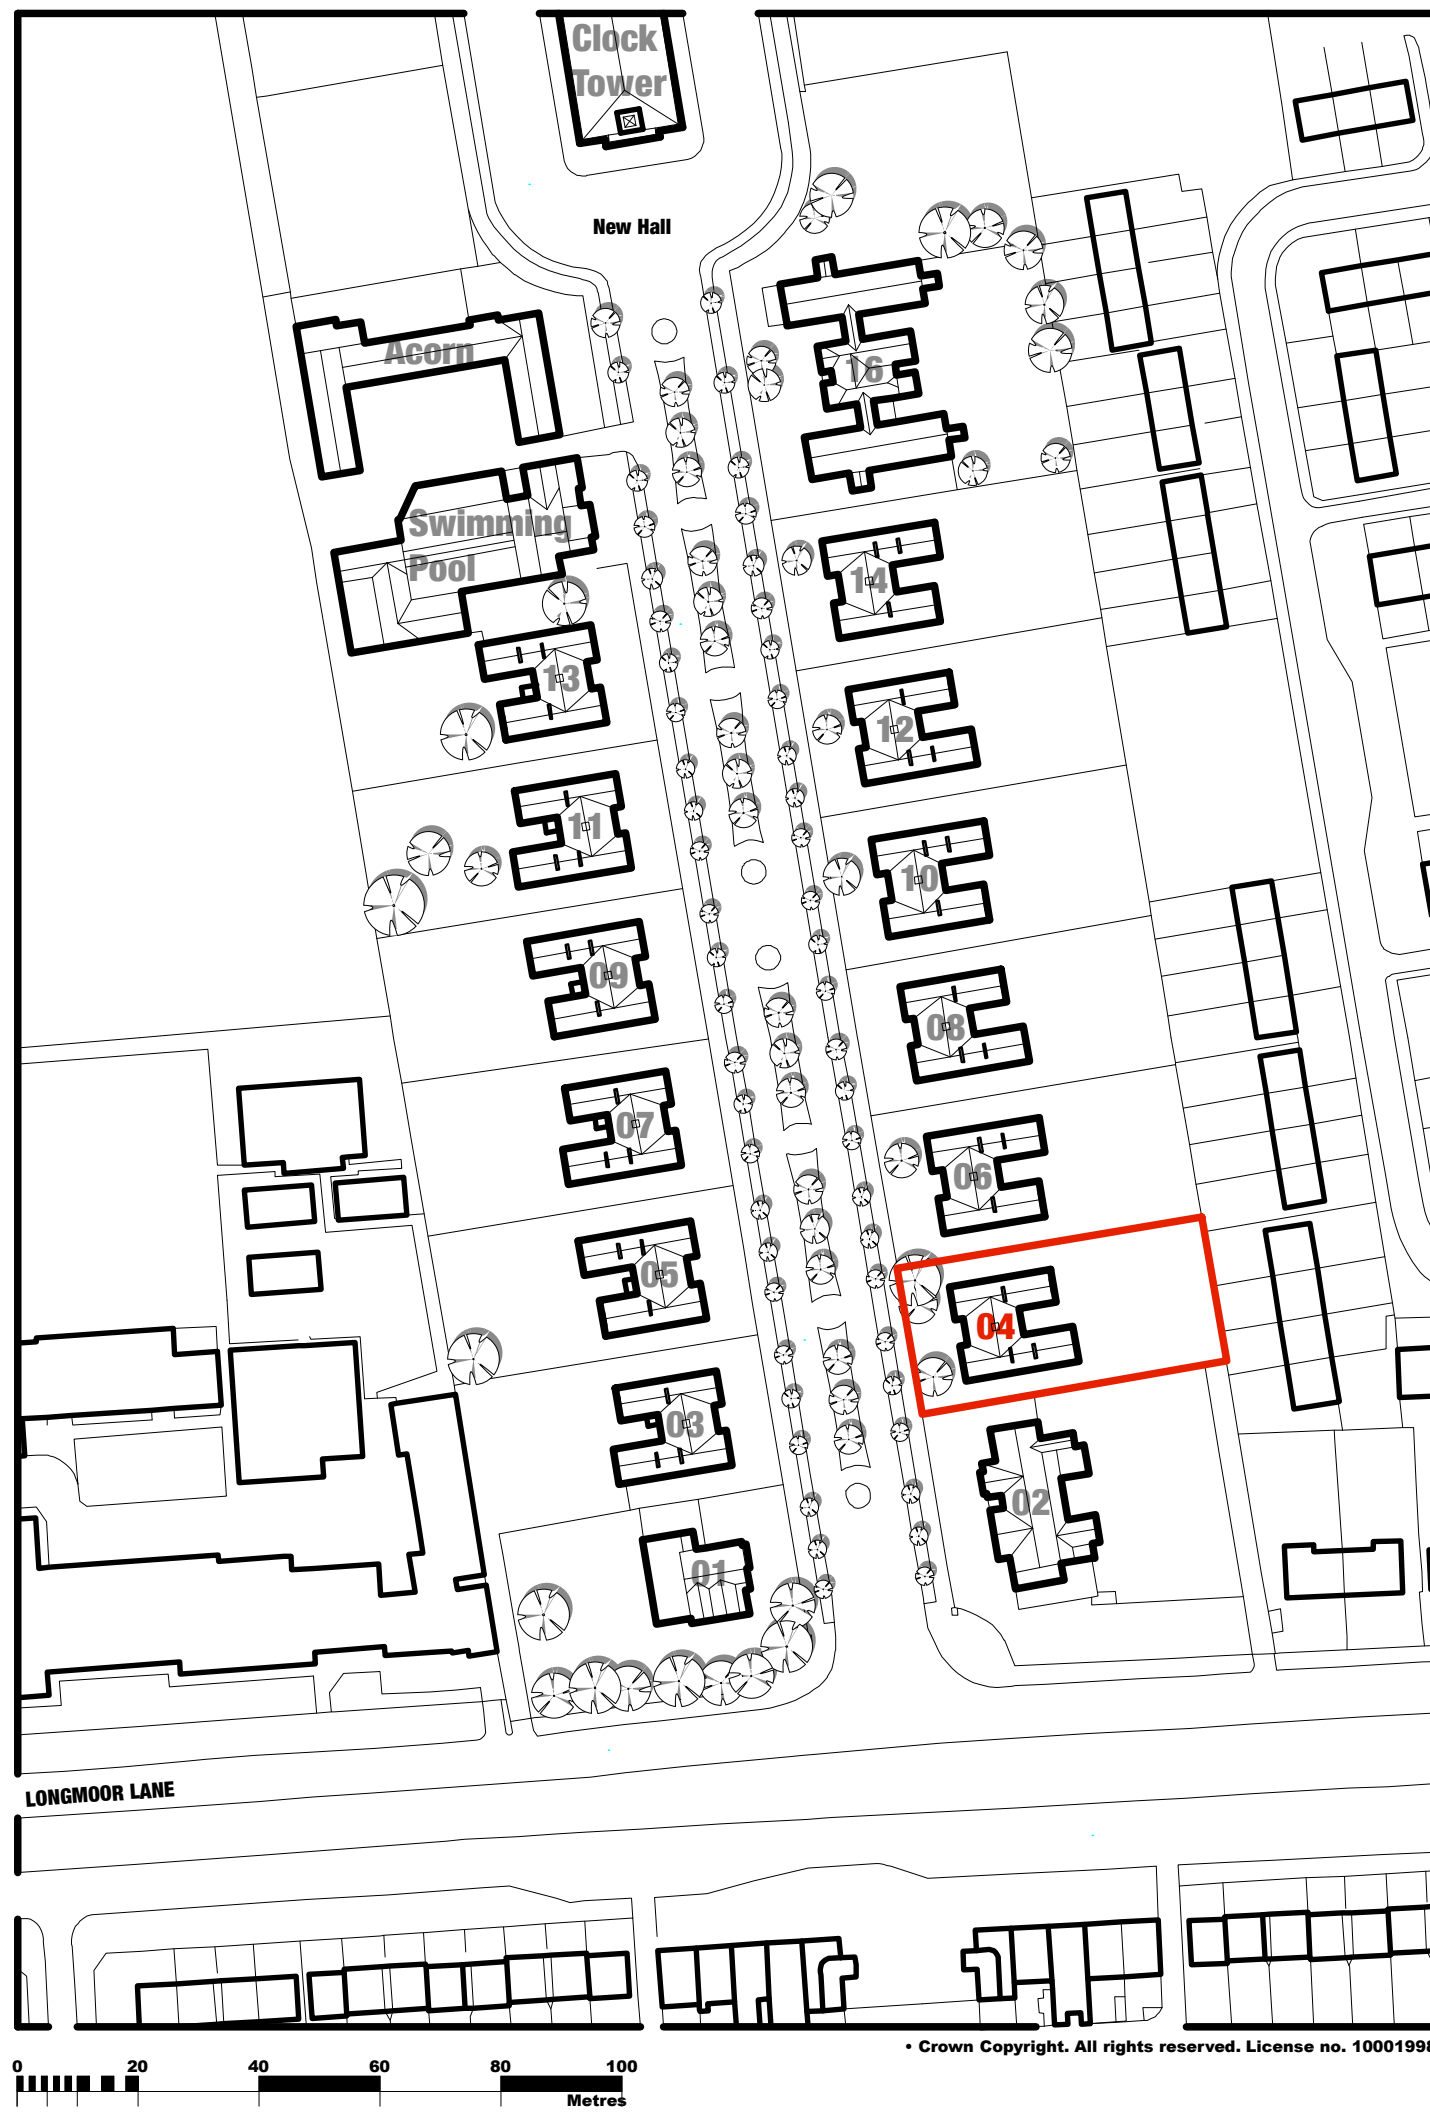 Clock
Tower
New Hall
Acorn
16
Swimming
Pool
14
13
12
11
10
09
08
07
06
05
04
03
02
01
LONGMOOR LANE
• Crown Copyright. All rights reserved. License no. 10001998
0 20 40 60 80 100
Metres